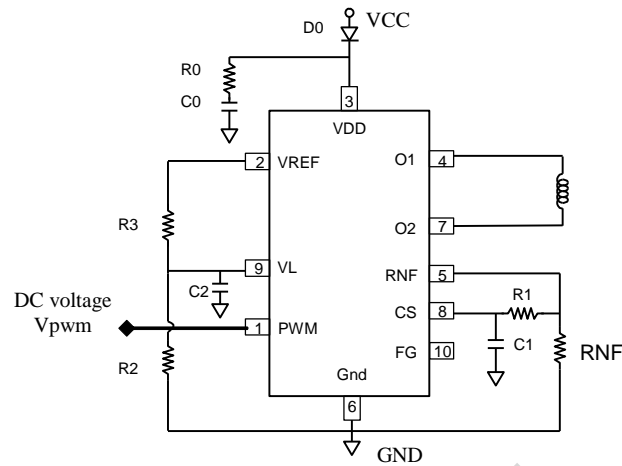 D0 VCC
R0
C0
3
VDD
2 VREF O1 4
R3
O2 7
9 VL RNF 5
C2 R1
DC voltage
Vpwm
1 PWM CS 8
C1
FG 10 RNF
R2 Gnd
6
GND